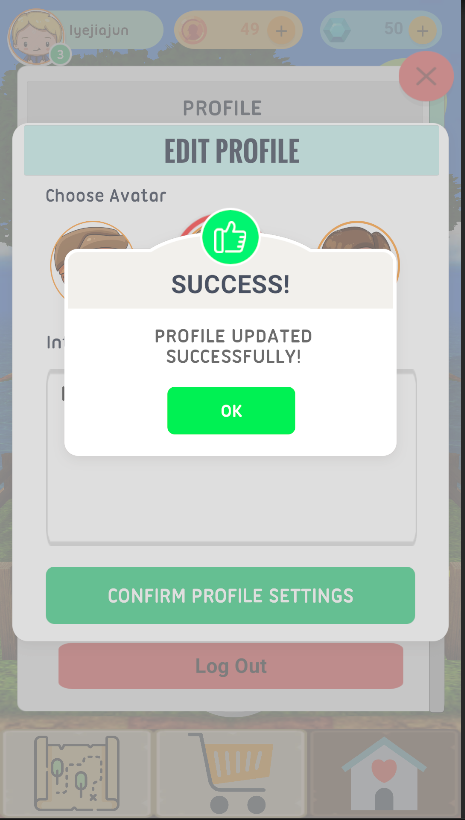 lyejiajun
49
50
3
PROFILE
EDIT PROFILE
Choose Avatar
SUCCESS!
PROFILE UPDATED
SUCCESSFULLY!
OK
CONFIRM PROFILE SETTINGS
Log Out